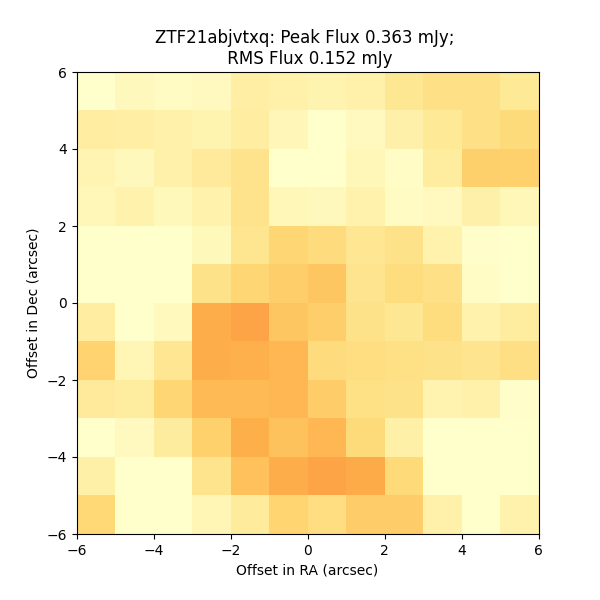 ZTF21abjvtxq: Peak Flux 0.363 mJy;
RMS Flux 0.152 mJy
6
4
2
0
−2
−4
−6
Offset in Dec (arcsec)
−6 −4 −2 0 2 4 6
Offset in RA (arcsec)